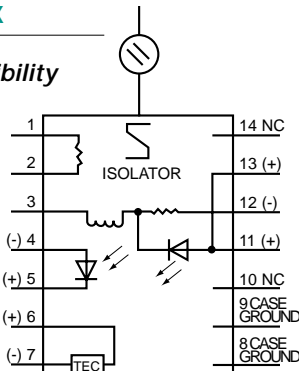 ibility
1
14 NC
ISOLATOR
2
13 (+)
3
12 (-)
(-) 4
11 (+)
(+) 5
10 NC
(+) 6
9 CASE
GROUND
(-) 7
TEC
8 CASE
GROUND